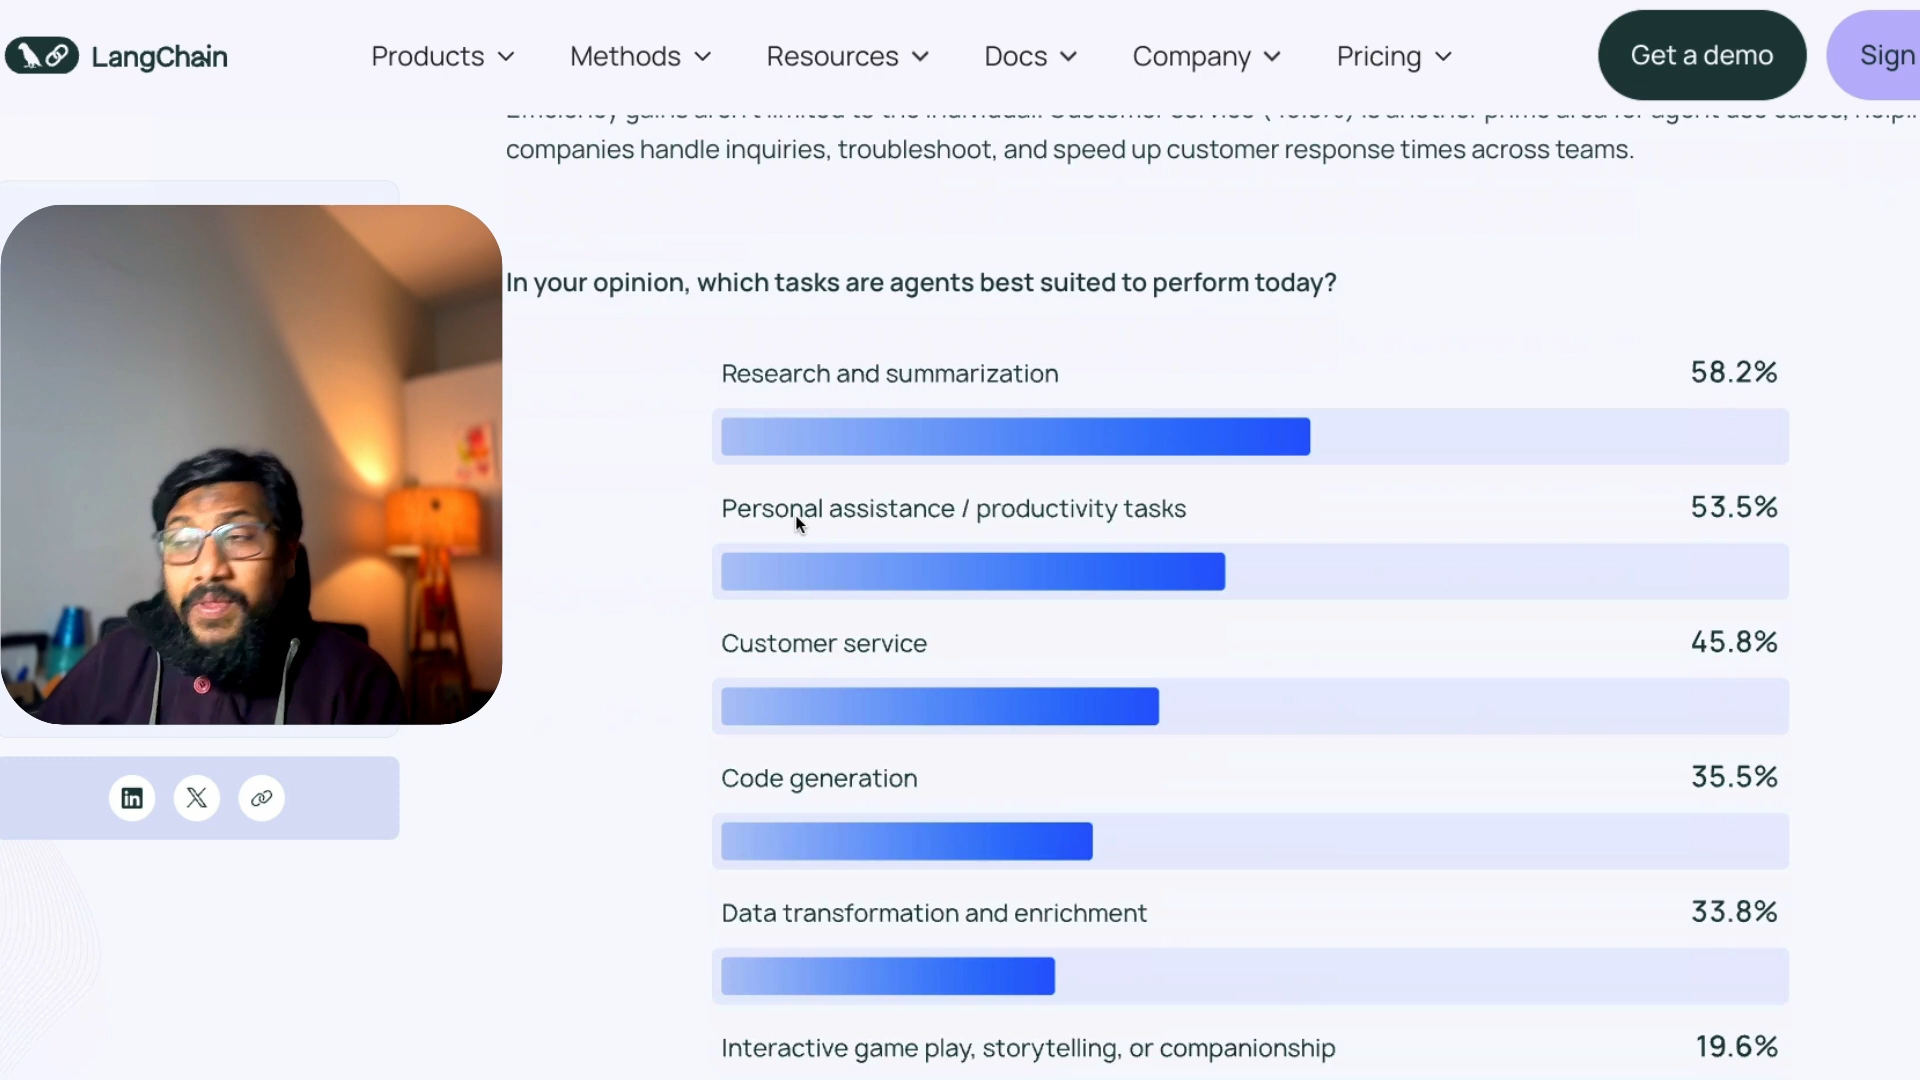 LangChain
Products
Methods
Resources
Docs
Company
Pricing
Get a demo
Sign
companies handle inquiries, troubleshoot, and speed up customer response times across teams.
In your opinion, which tasks are agents best suited to perform today?
Research and summarization 58.2%
Personal assistance / productivity tasks 53.5%
Customer service 45.8%
Code generation 35.5%
Data transformation and enrichment 33.8%
Interactive game play, storytelling, or companionship 19.6%